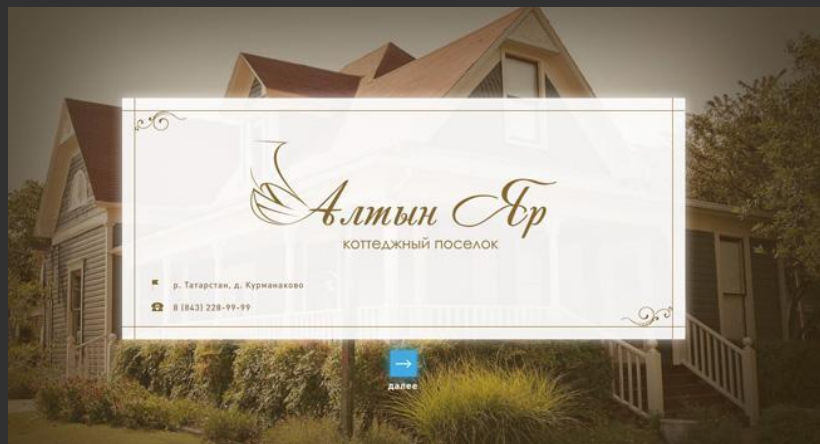 Алтын Яр
коттеджный поселок
р. Татарстан, д. Курманаково
8 (843) 228-99-99
далее